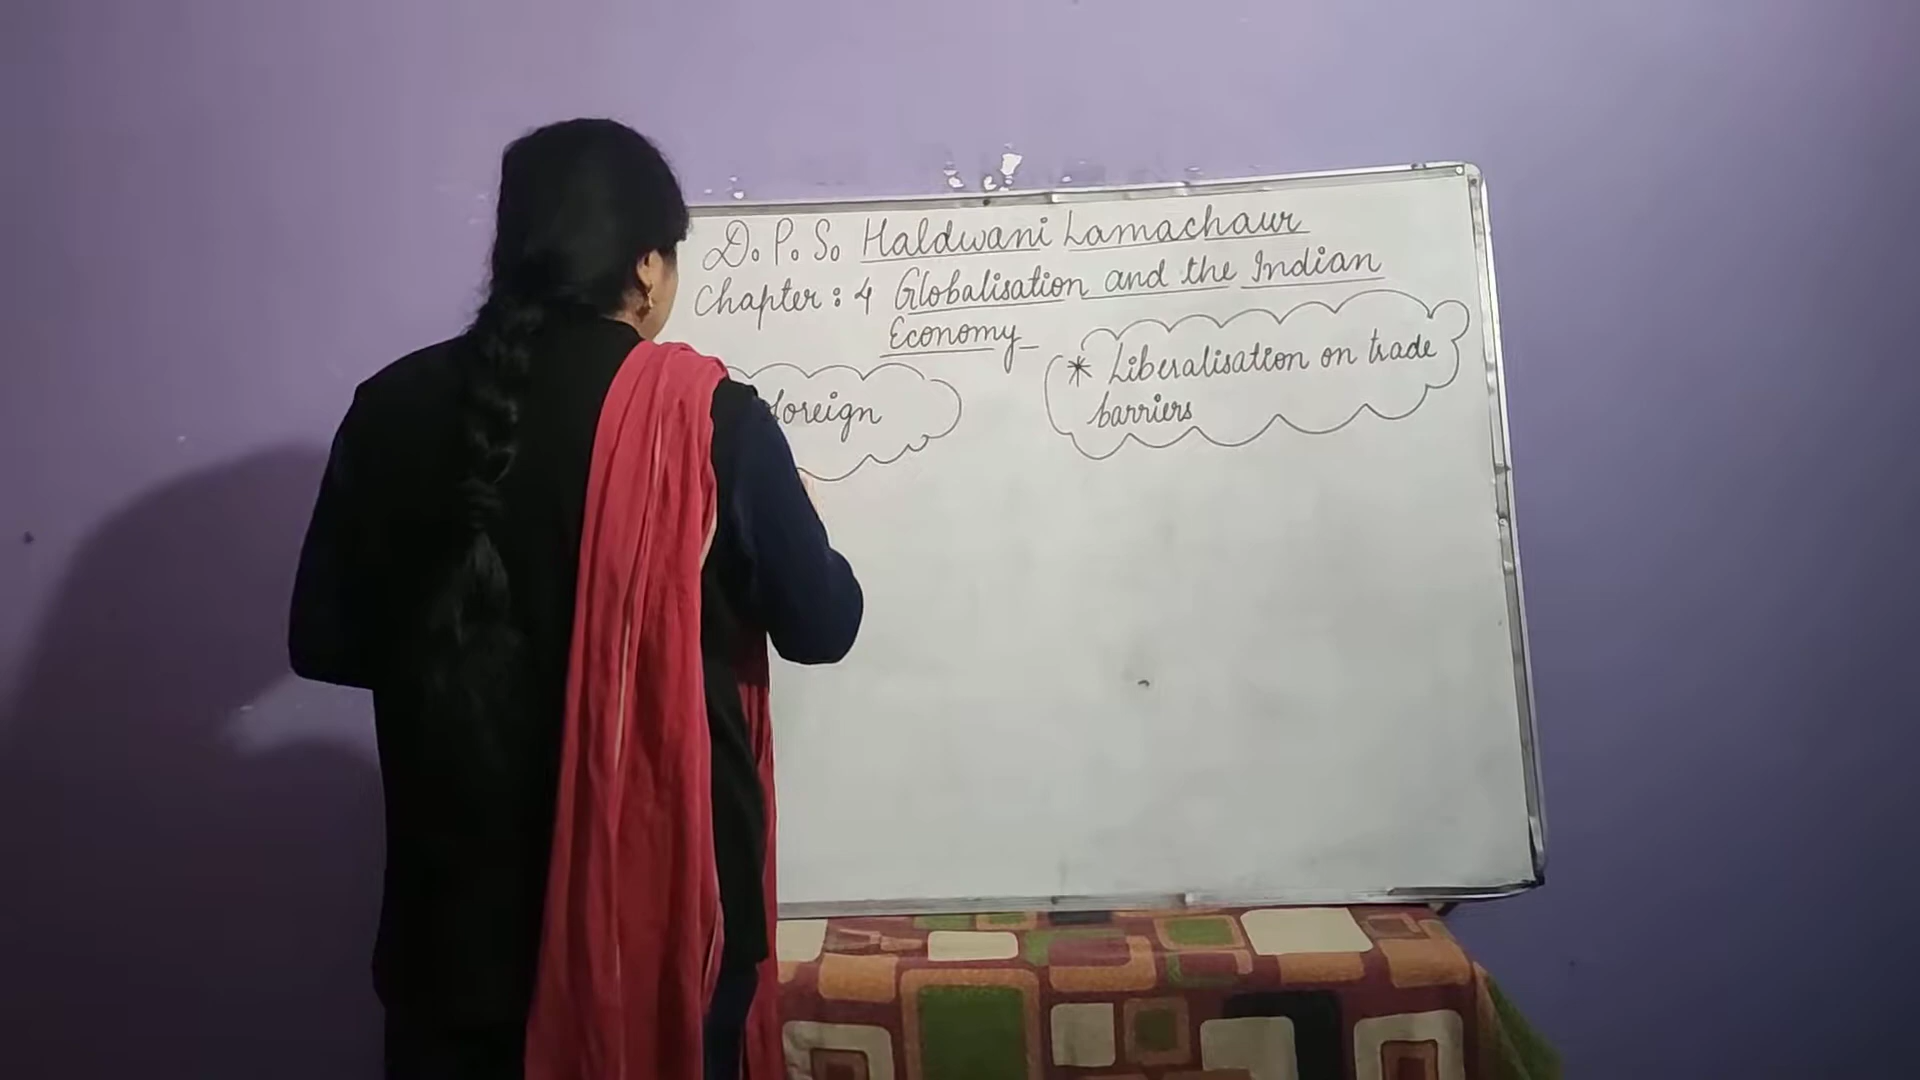 D. P. S. Haldwani Lamachaur
Chapter : 4 Globalisation and the Indian
Economy
foreign
* Liberalisation on trade
barriers